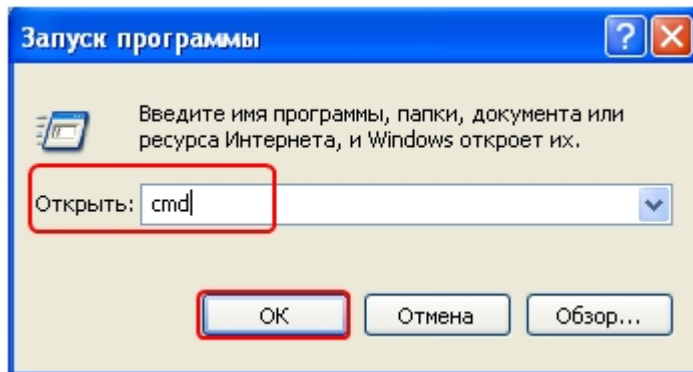 Запуск программы
Введите имя программы, папки, документа или
ресурса Интернета, и Windows откроет их.
Открыть: cmd
ОК Отмена Обзор...